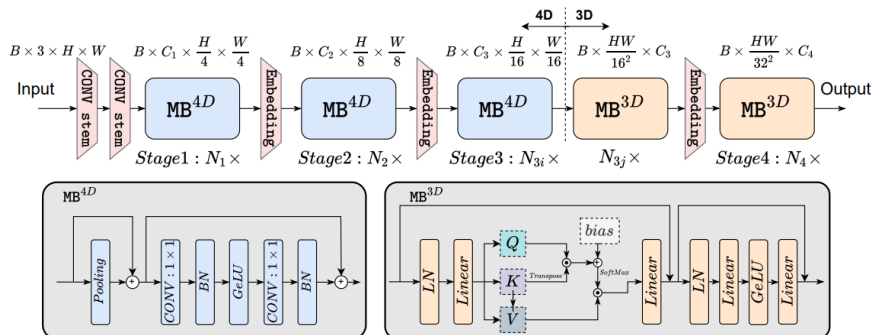 4D 3D
B × 3 × H × W
B × C₁ × H/4 × W/4
B × C₂ × H/8 × W/8
B × C₃ × H/16 × W/16
B × HW/16² × C₃
B × HW/32² × C₄
Input
CONV stem
CONV stem
MB⁴ᴰ
Embedding
MB⁴ᴰ
Embedding
MB⁴ᴰ
MB³ᴰ
Embedding
MB³ᴰ
Output
Stage1 : N₁ ×
Stage2 : N₂ ×
Stage3 : N₃ᵢ ×
N₃ⱼ ×
Stage4 : N₄ ×
MB⁴ᴰ
Pooling
+
CONV : 1 × 1
BN
GeLU
CONV : 1 × 1
BN
+
MB³ᴰ
LN
Linear
Q
K
V
Transpose
bias
+
SoftMax
Linear
LN
Linear
GeLU
Linear